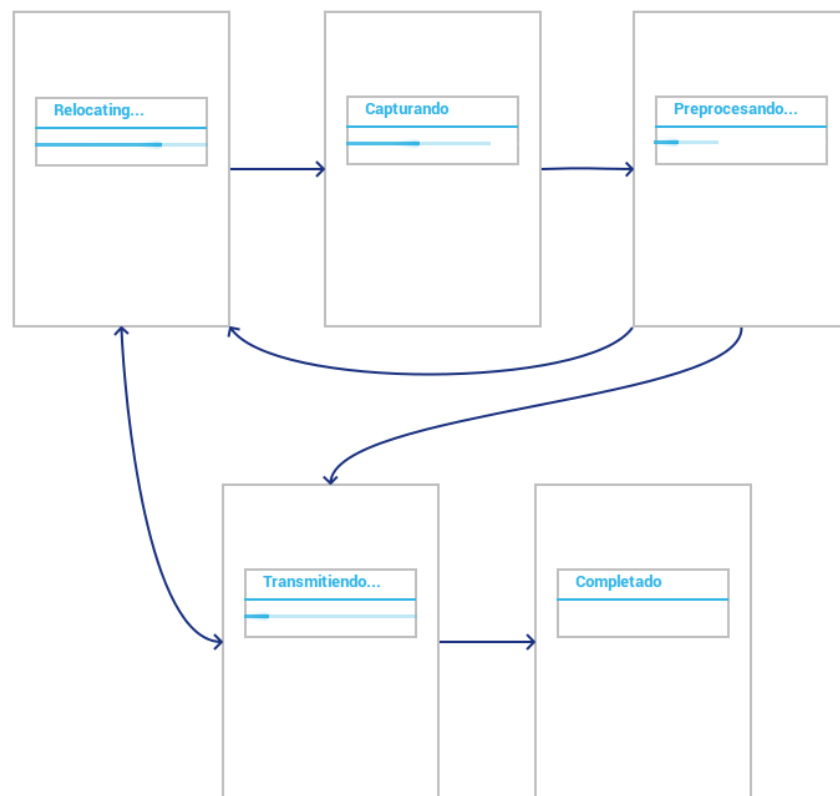 Relocating...
Capturando
Preprocesando...
Transmitiendo...
Completado